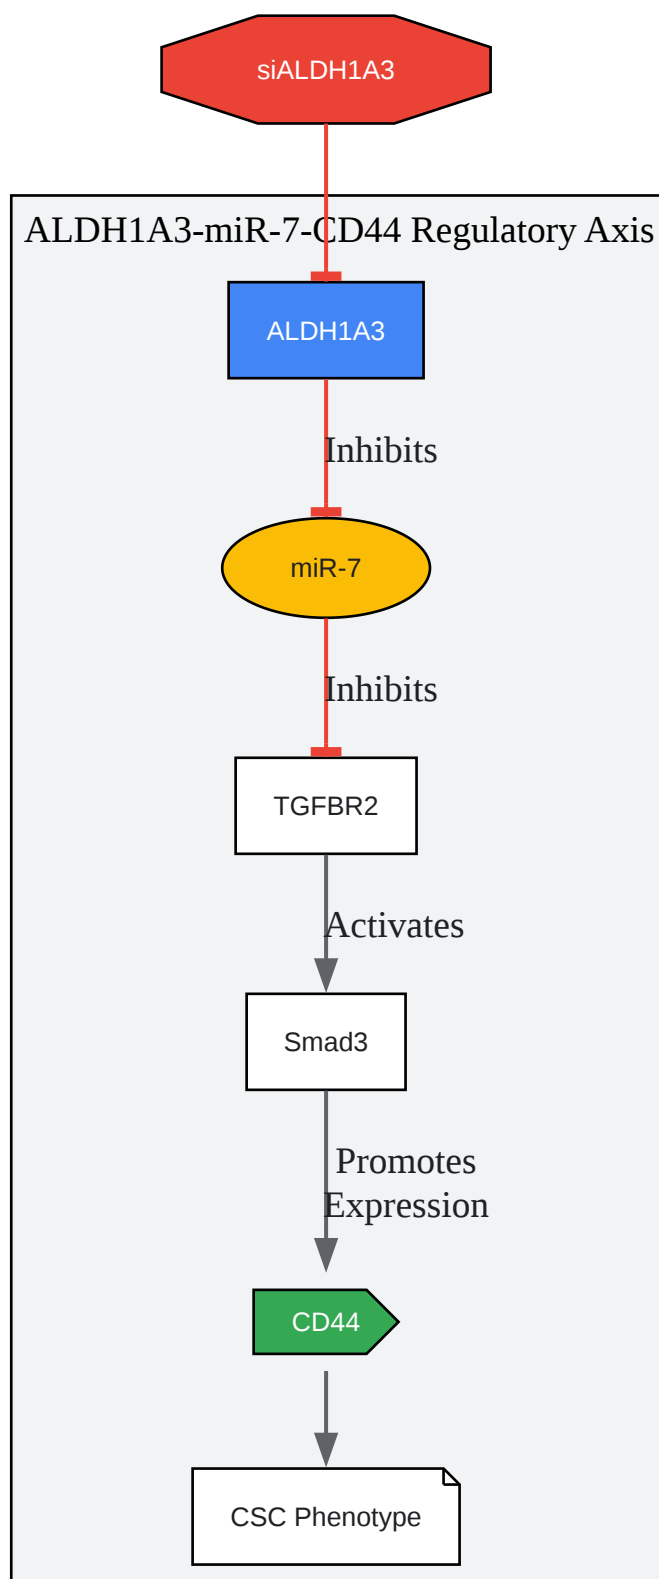 siALDH1A3
ALDH1A3-miR-7-CD44 Regulatory Axis
ALDH1A3
Inhibits
miR-7
Inhibits
TGFBR2
Activates
Smad3
Promotes
Expression
CD44
CSC Phenotype